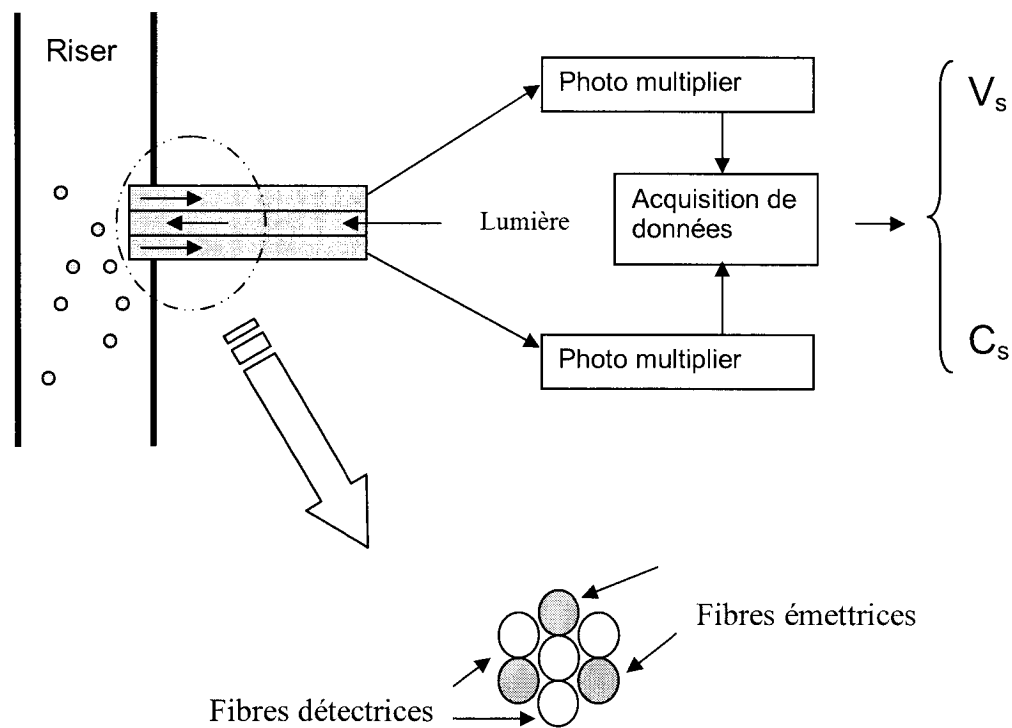 Riser
Photo multiplier
V_s
Acquisition de
données
Lumière
Photo multiplier
C_s
Fibres émettrices
Fibres détectrices